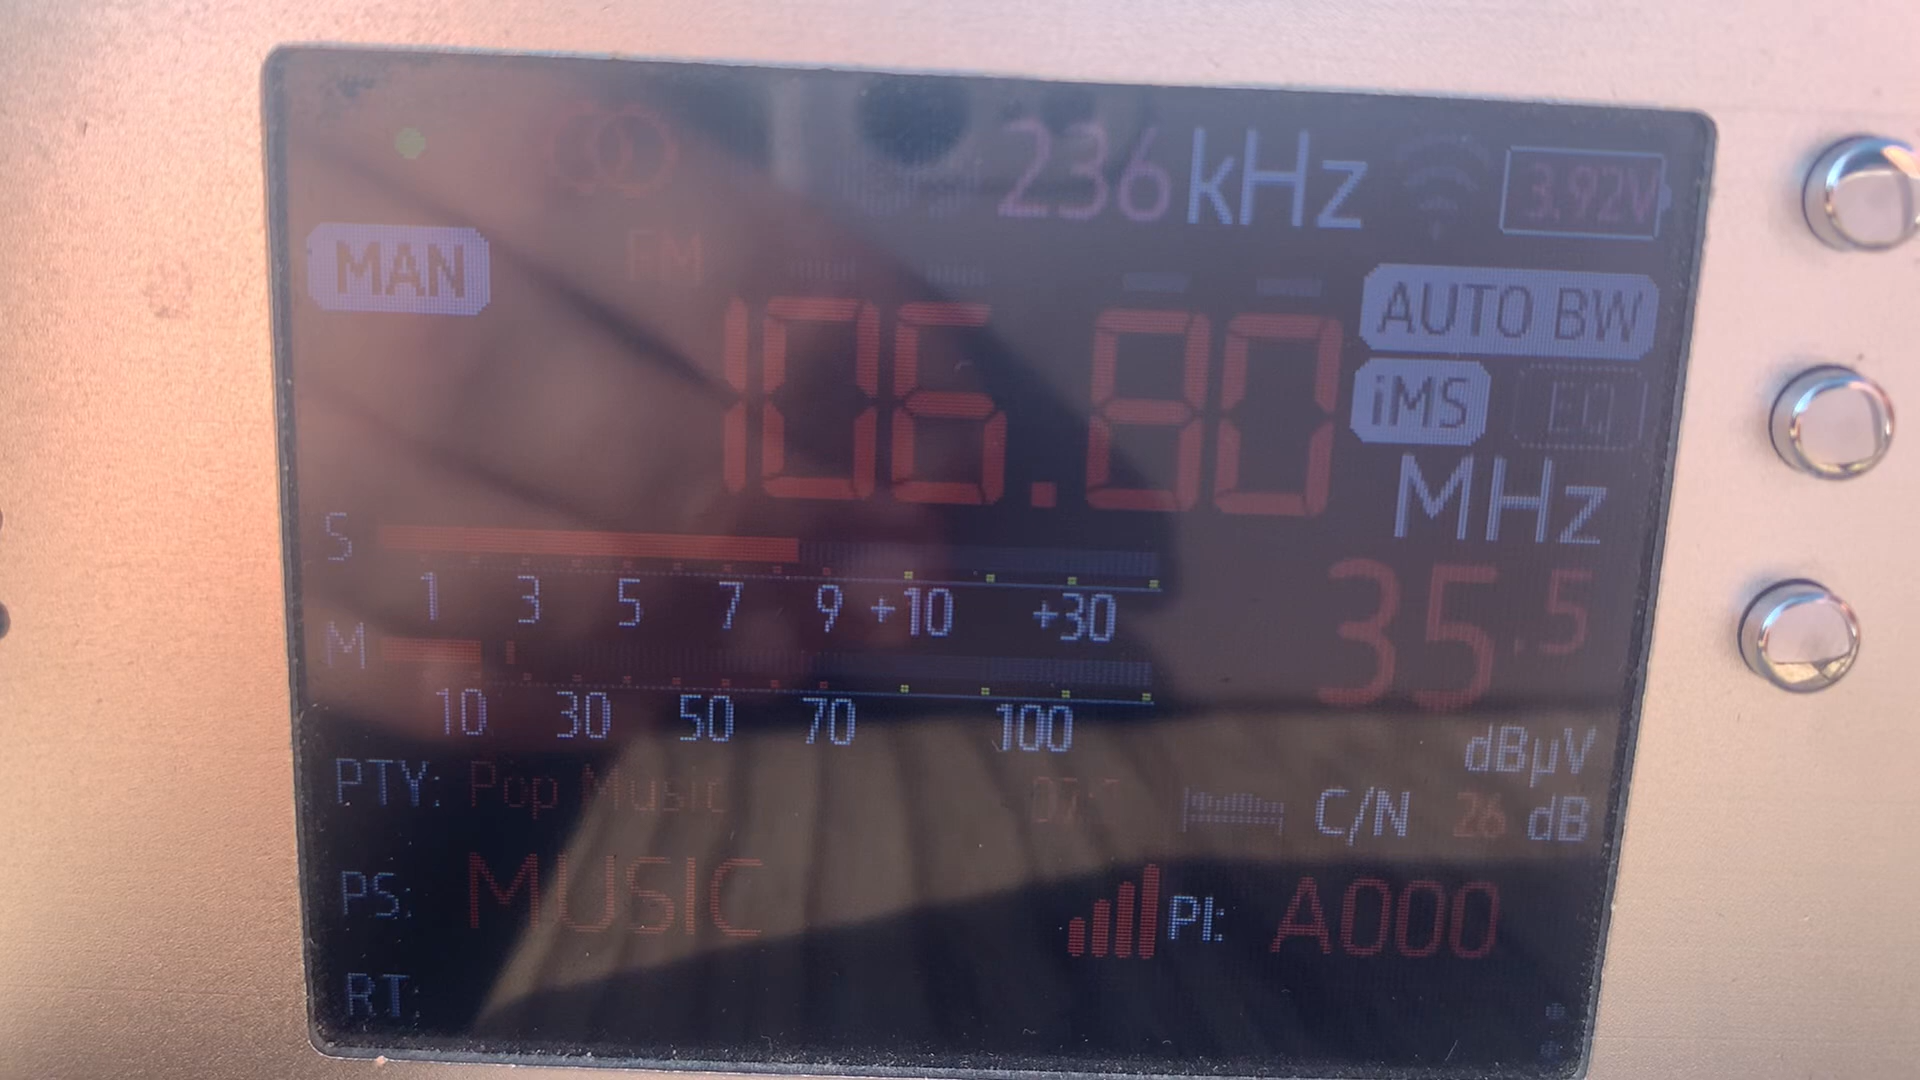 236 kHz 3.92V
MAN FM AUTO BW
106.80 iMS EQ
MHz
S
1 3 5 7 9 +10 +30 35.5
M
10 30 50 70 100 dBµV
PTY: Pop Music C/N 26 dB
PS: MUSIC PI: A000
RT: